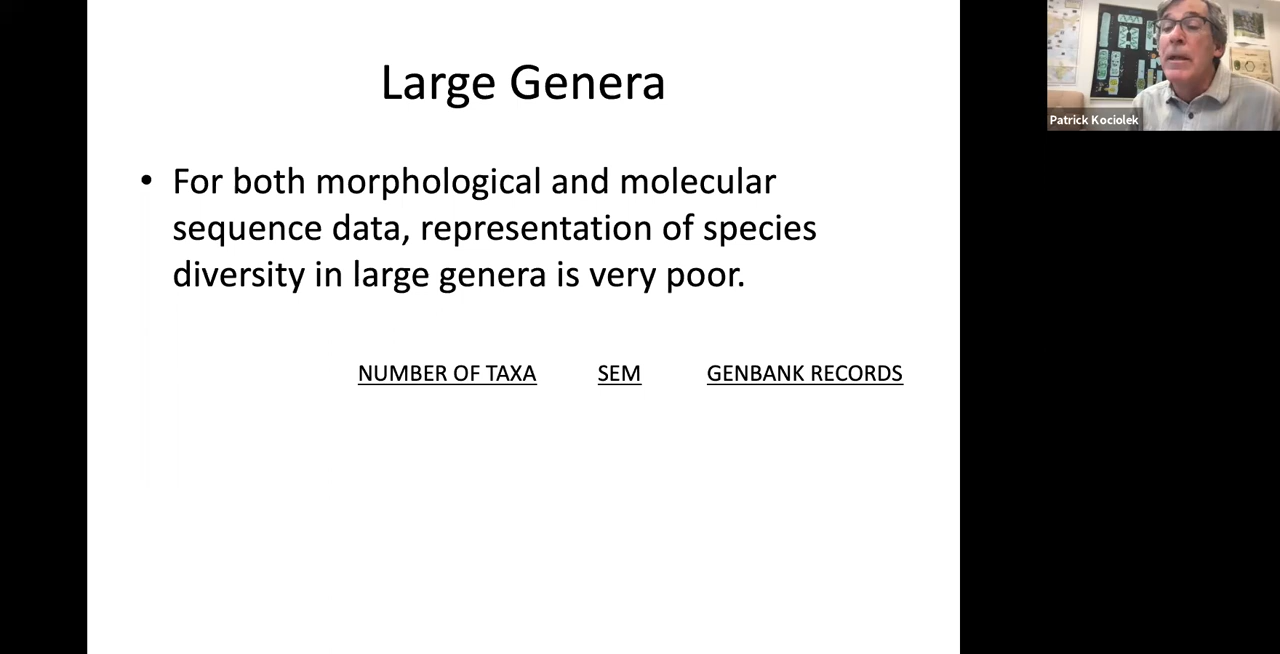 Large Genera
• For both morphological and molecular
sequence data, representation of species
diversity in large genera is very poor.
NUMBER OF TAXA SEM GENBANK RECORDS
Patrick Kociolek